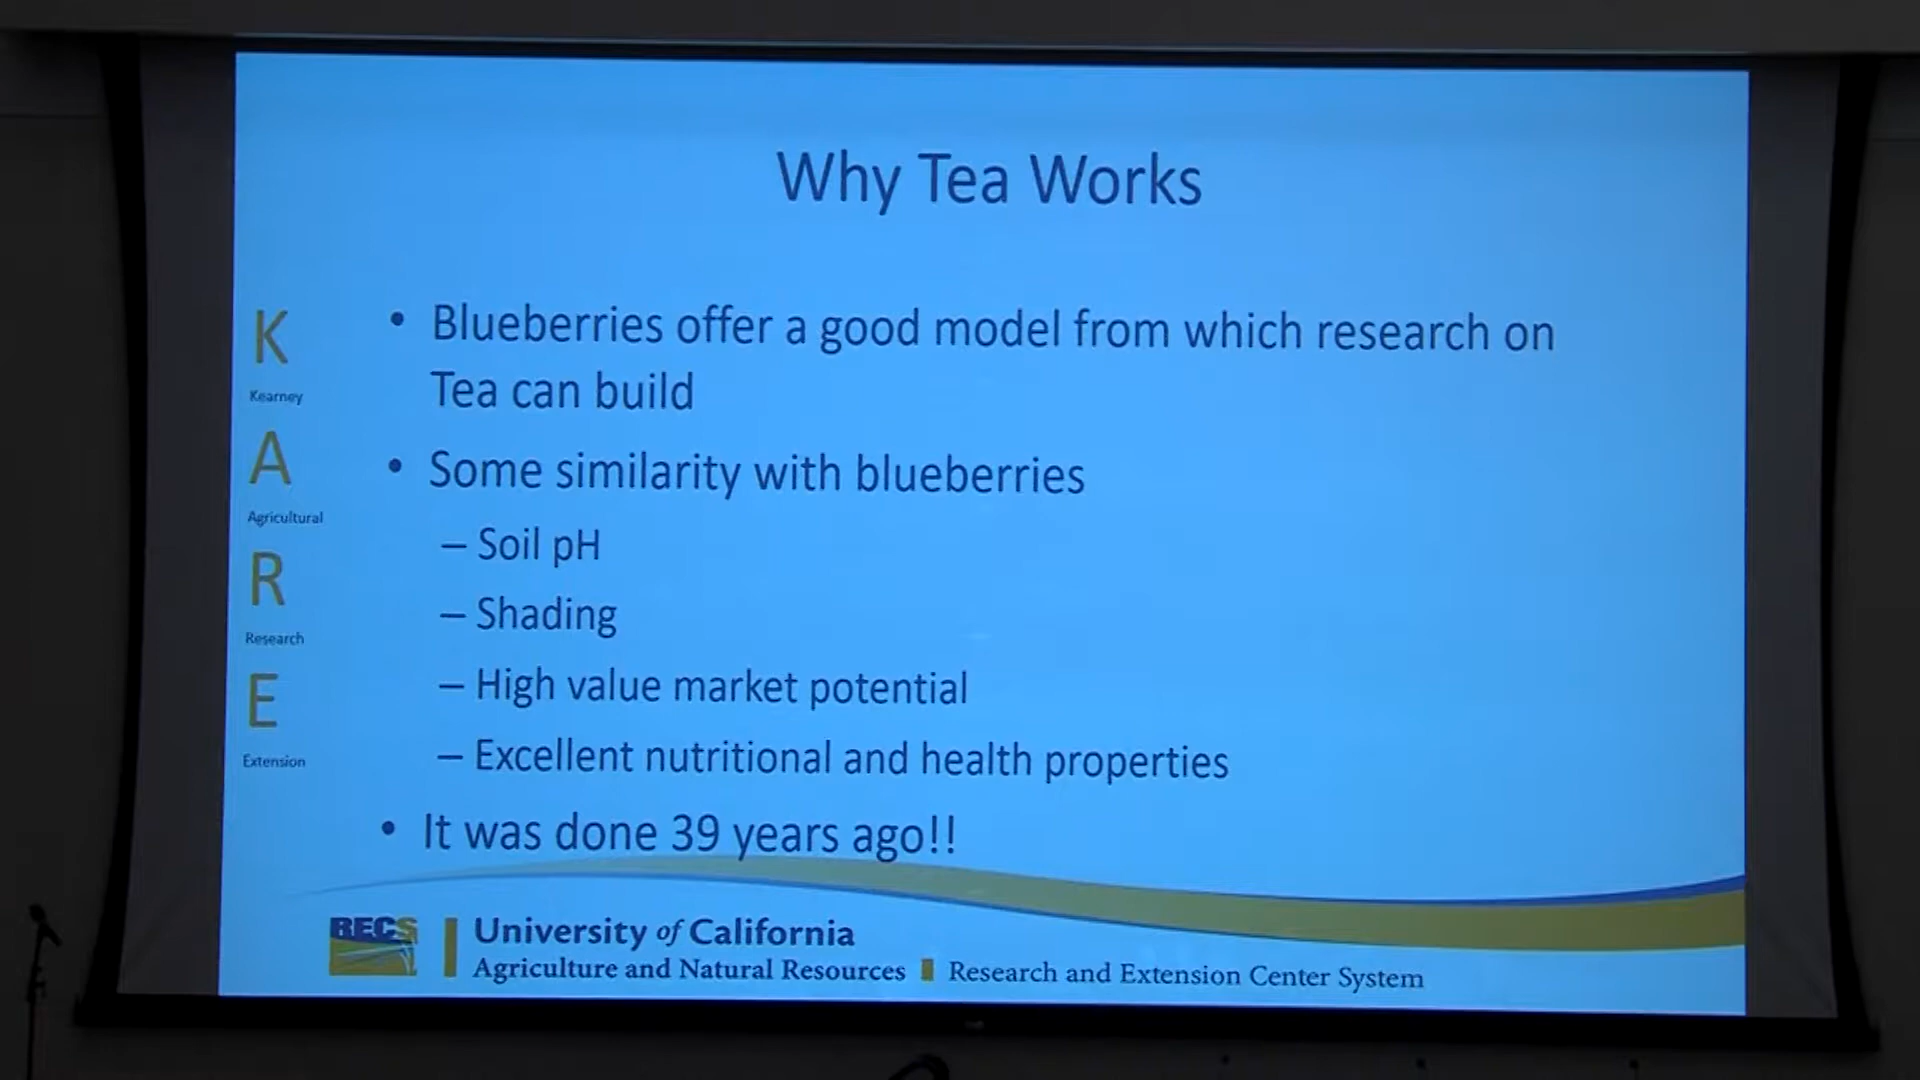 Why Tea Works
• Blueberries offer a good model from which research on
Tea can build
• Some similarity with blueberries
– Soil pH
– Shading
– High value market potential
– Excellent nutritional and health properties
• It was done 39 years ago!!
K
Kearney
A
Agricultural
R
Research
E
Extension
RECS
University of California
Agriculture and Natural Resources
Research and Extension Center System